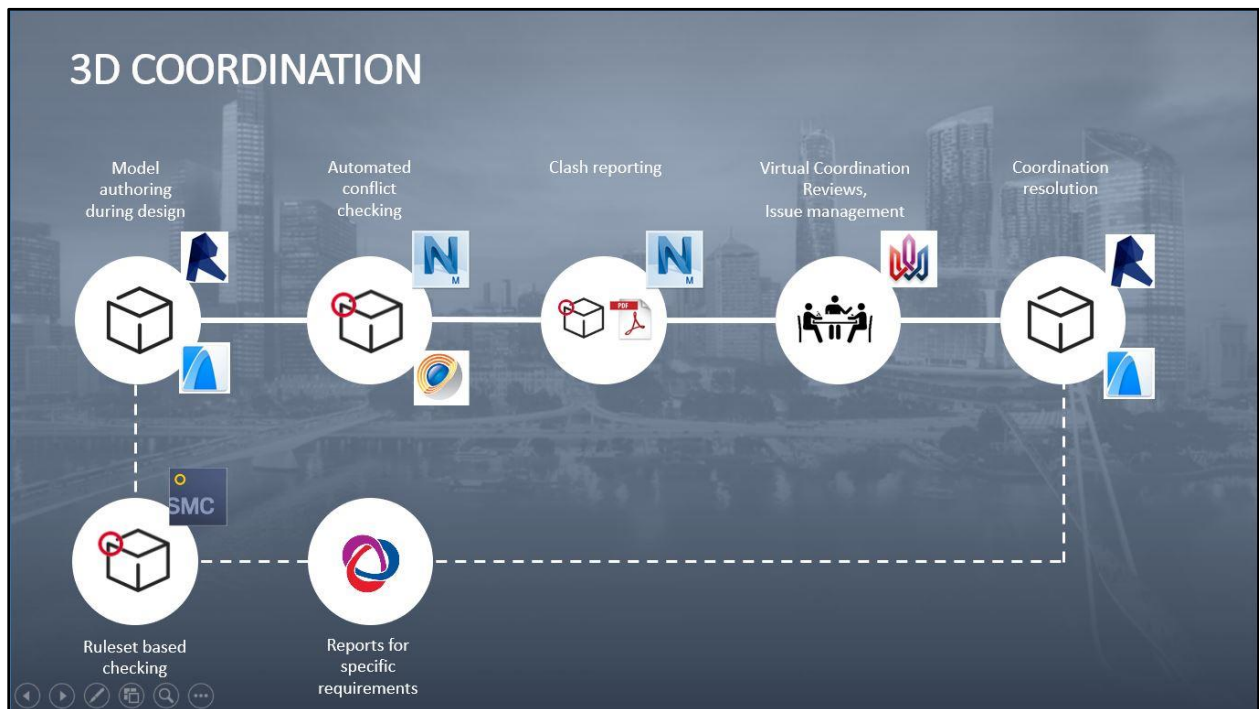 3D COORDINATION
Model
authoring
during design
Automated
conflict
checking
Clash reporting
Virtual Coordination
Reviews,
Issue management
Coordination
resolution
R
N
M
N
M
R
PDF
SMC
Ruleset based
checking
Reports for
specific
requirements